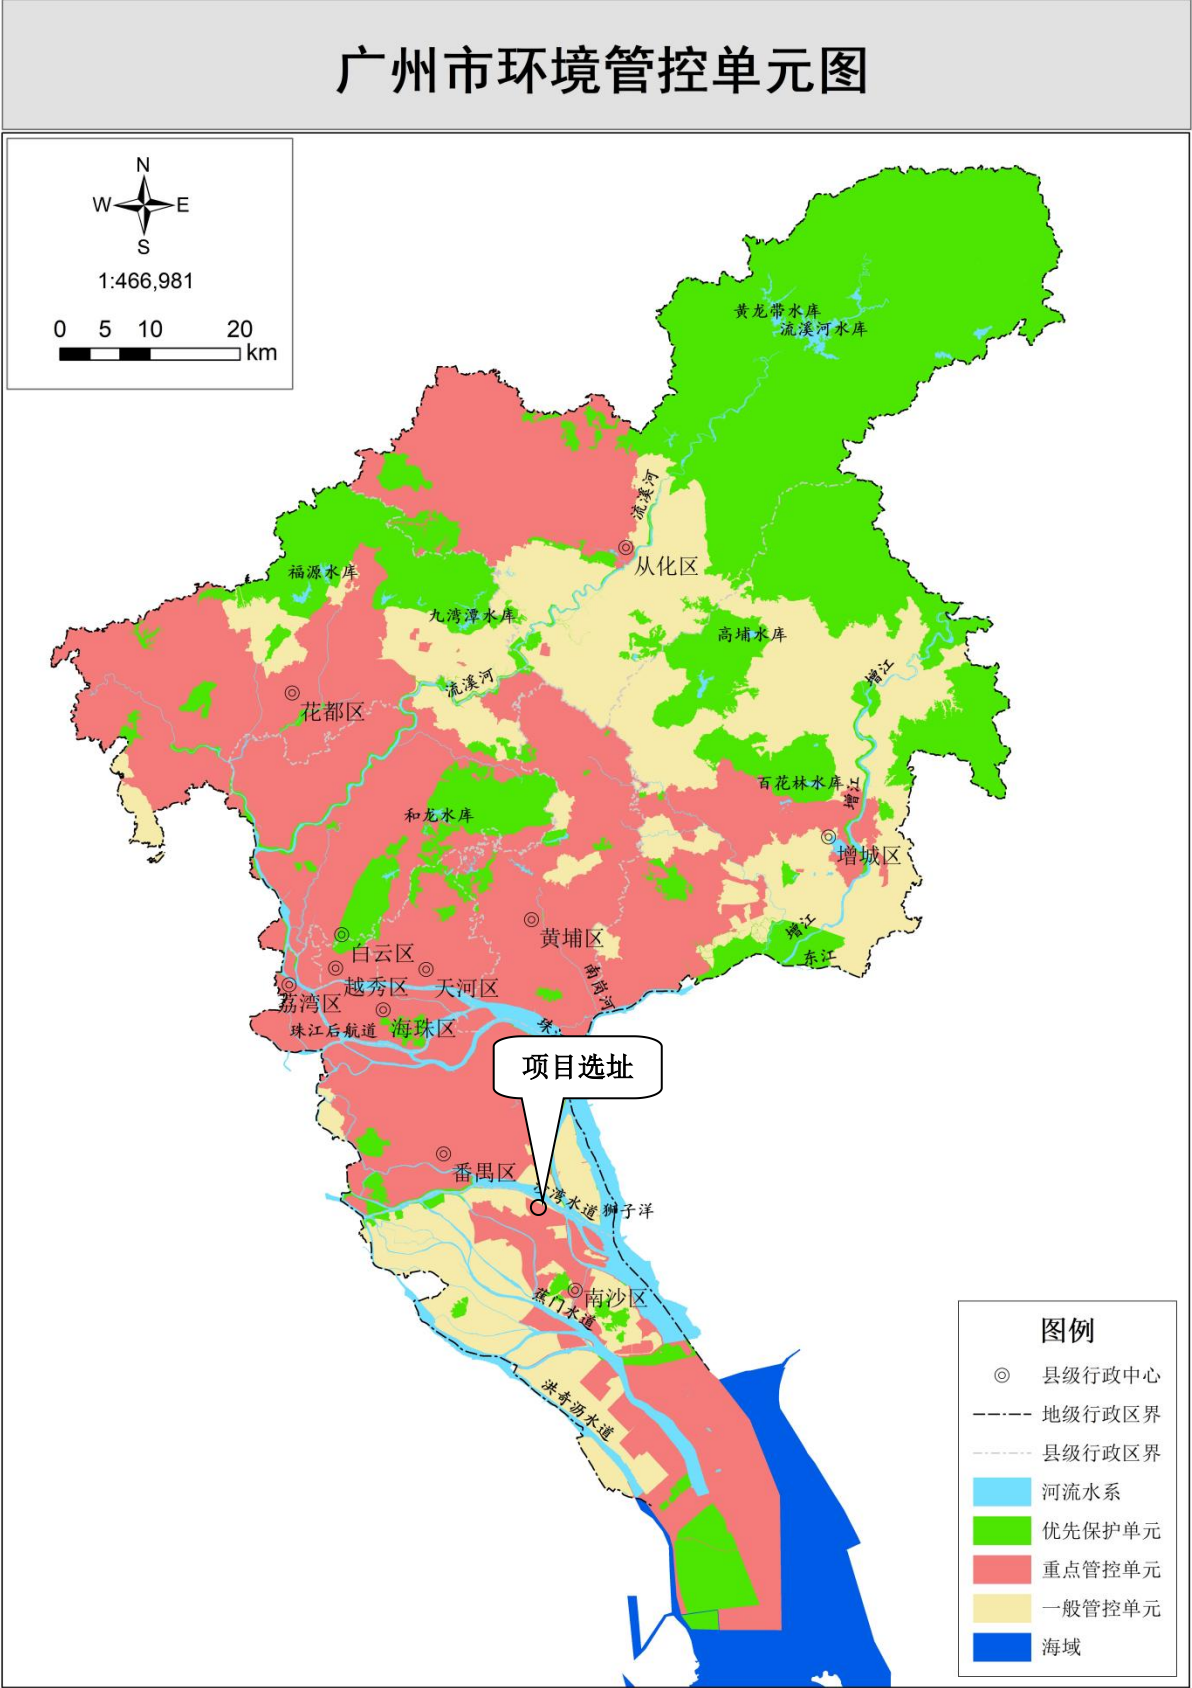 广州市环境管控单元图
N
W E
S
1:466,981
0 5 10 20
km
黄龙带水库
流溪河水库
流溪河
从化区
福源水库
九湾潭水库
高埔水库
增江
流溪河
花都区
百花林水库
增江
和龙水库
增城区
增江
黄埔区
白云区
东江
南岗河
越秀区
天河区
荔湾区
海珠区
珠江后航道
项目选址
番禺区
湾水道
狮子洋
南沙区
蕉门水道
洪奇沥水道
图例
县级行政中心
地级行政区界
县级行政区界
河流水系
优先保护单元
重点管控单元
一般管控单元
海域